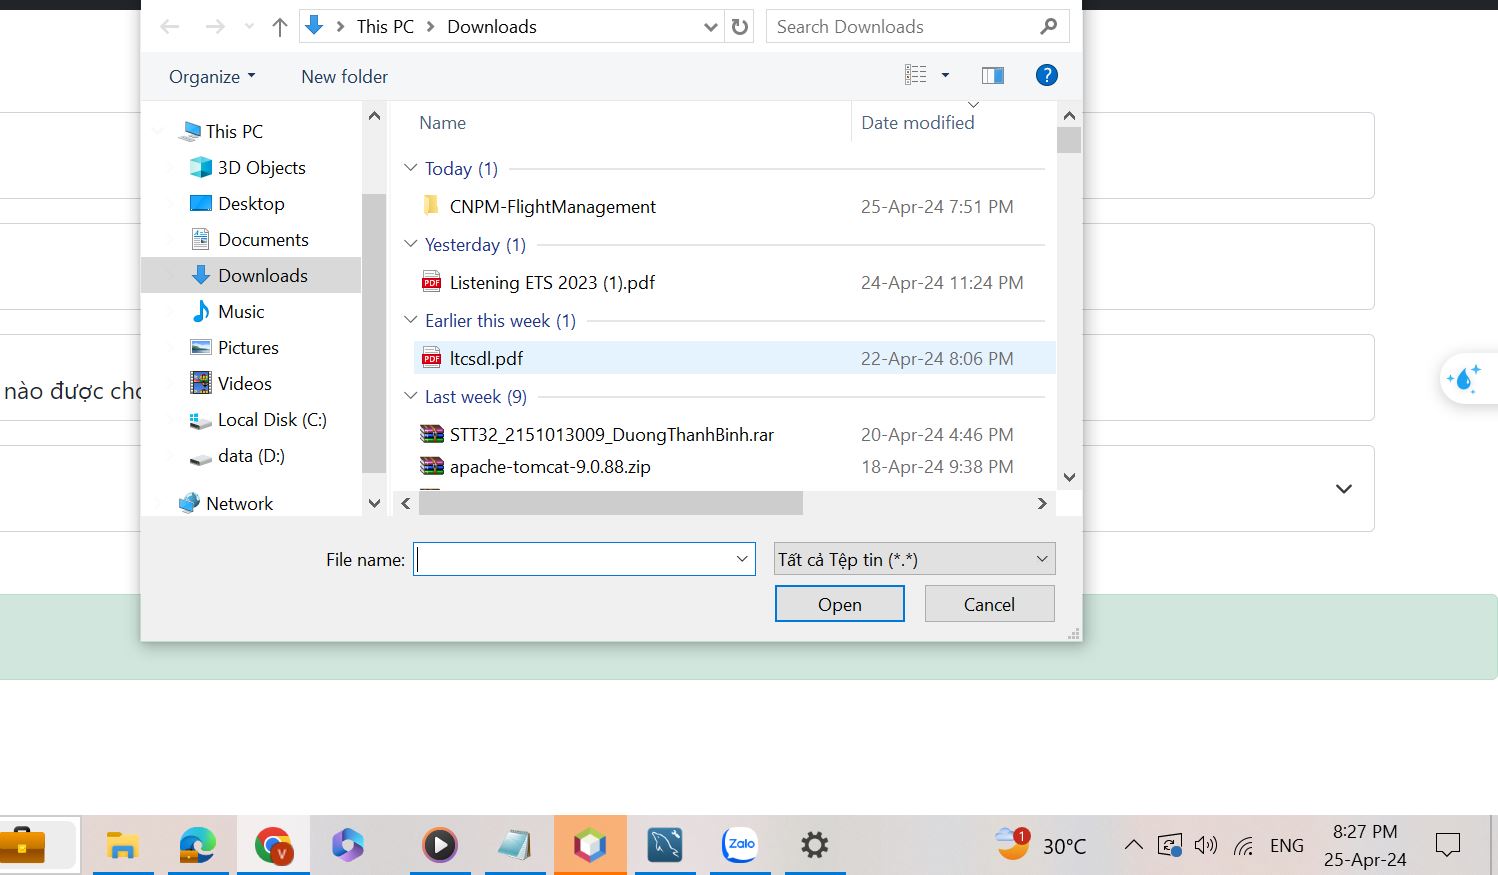 This PC > Downloads
Search Downloads
Organize
New folder
?
This PC
3D Objects
Desktop
Documents
Downloads
Music
Pictures
Videos
Local Disk (C:)
data (D:)
Network
Name
Date modified
Today (1)
CNPM-FlightManagement 25-Apr-24 7:51 PM
Yesterday (1)
PDF Listening ETS 2023 (1).pdf 24-Apr-24 11:24 PM
Earlier this week (1)
PDF ltcsdl.pdf 22-Apr-24 8:06 PM
Last week (9)
STT32_2151013009_DuongThanhBinh.rar 20-Apr-24 4:46 PM
apache-tomcat-9.0.88.zip 18-Apr-24 9:38 PM
nào được
File name:
Tất cả Tệp tin (*.*)
Open
Cancel
V
Zalo
1
30°C
ENG
8:27 PM
25-Apr-24